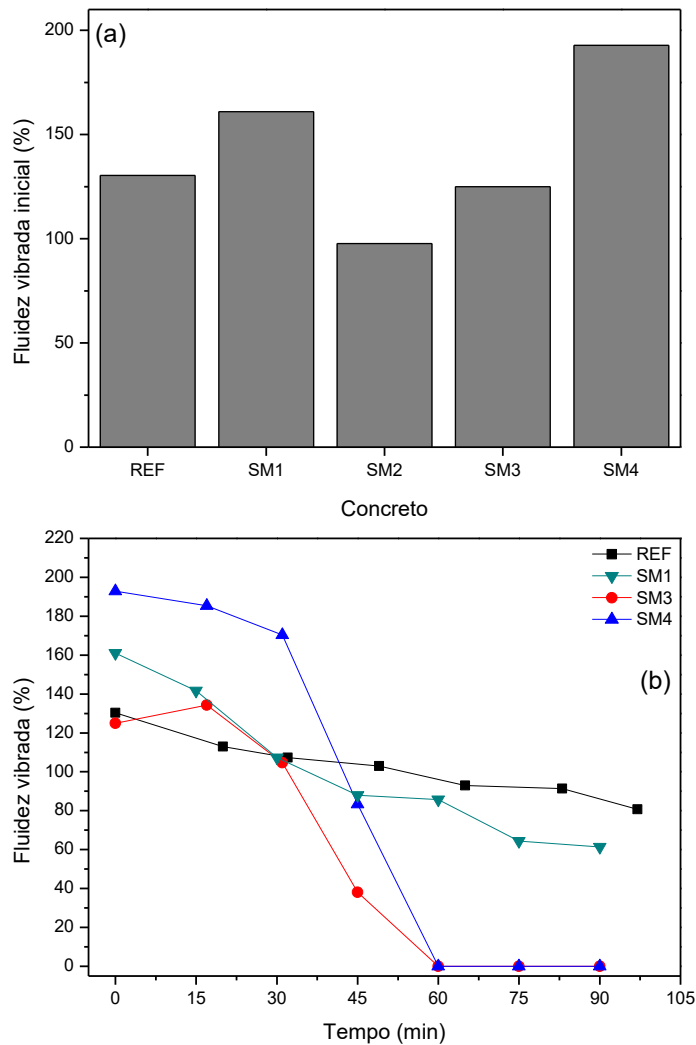 (a)
Fluidez vibrada inicial (%)
200
150
100
50
0
REF SM1 SM2 SM3 SM4
Concreto
(b)
Fluidez vibrada (%)
220
200
180
160
140
120
100
80
60
40
20
0
REF
SM1
SM3
SM4
0 15 30 45 60 75 90 105
Tempo (min)